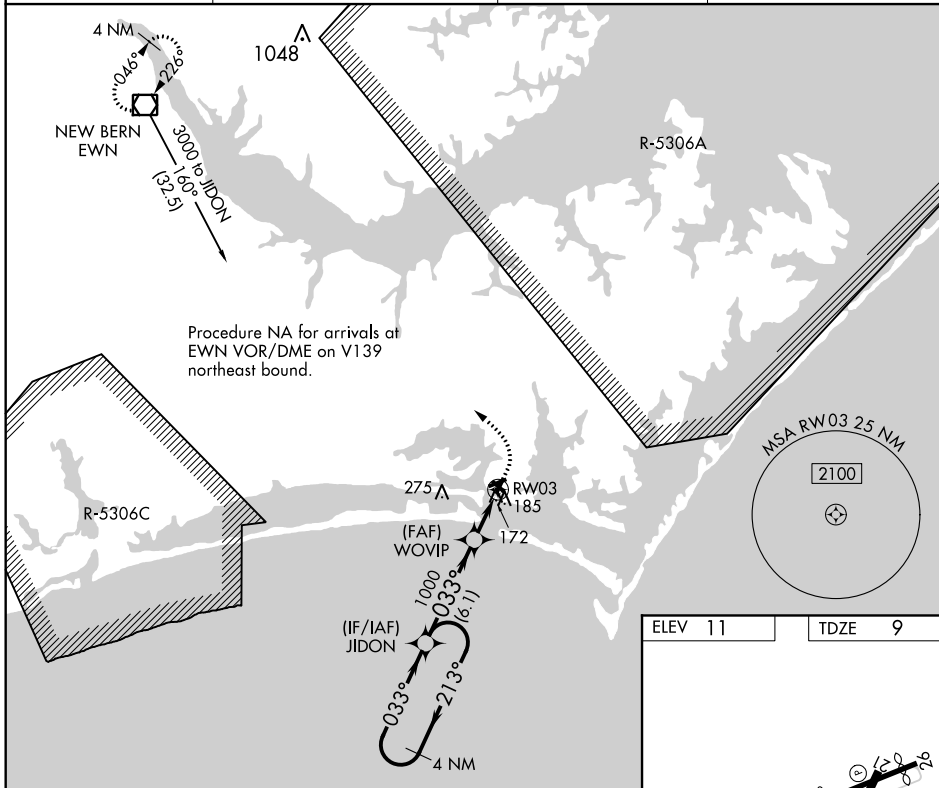 4 NM
1048
046°
226°
NEW BERN
EWN
3000 to JIDON
160°
(32.5)
R-5306A
Procedure NA for arrivals at
EWN VOR/DME on V139
northeast bound.
MSA RW03 25 NM
2100
R-5306C
275
RW03
185
(FAF)
WOVIP
172
1000
033°
(6.1)
(IF/IAF)
JIDON
033°
213°
4 NM
ELEV 11
TDZE 9
P
21
26